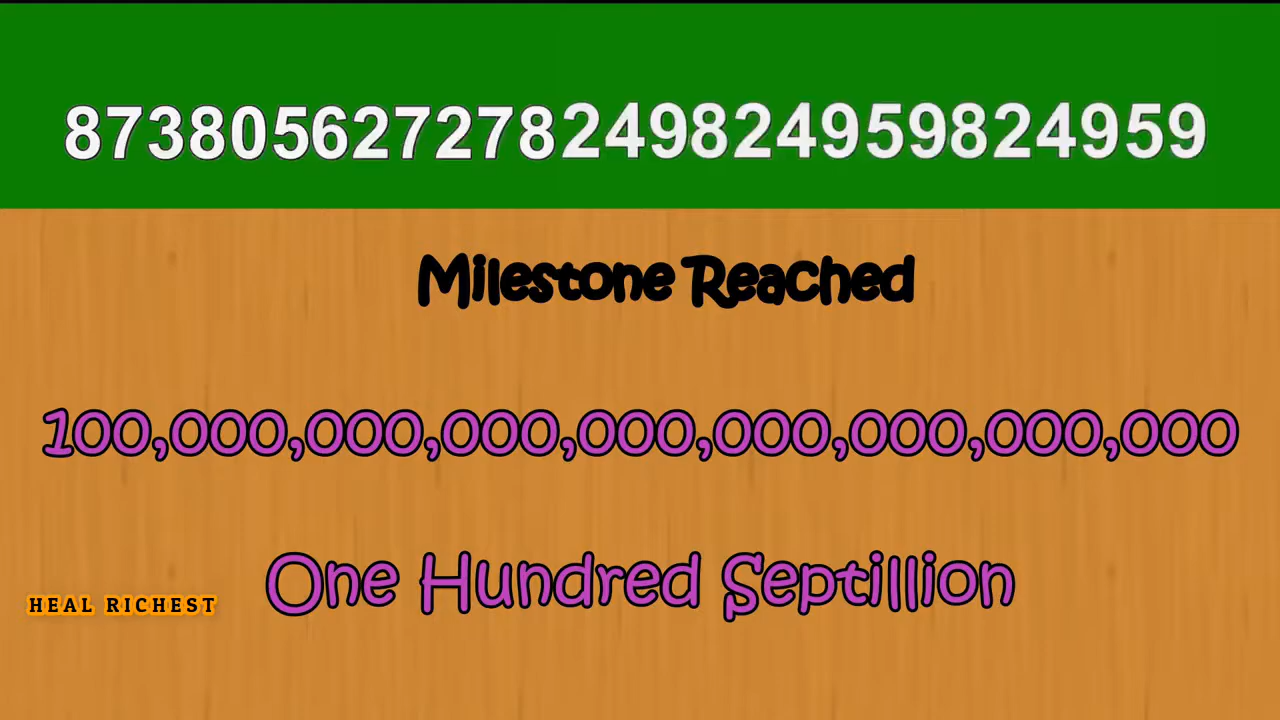 873805627278249824959824959
Milestone Reached
100,000,000,000,000,000,000,000,000
One Hundred Septillion
HEAL RICHEST